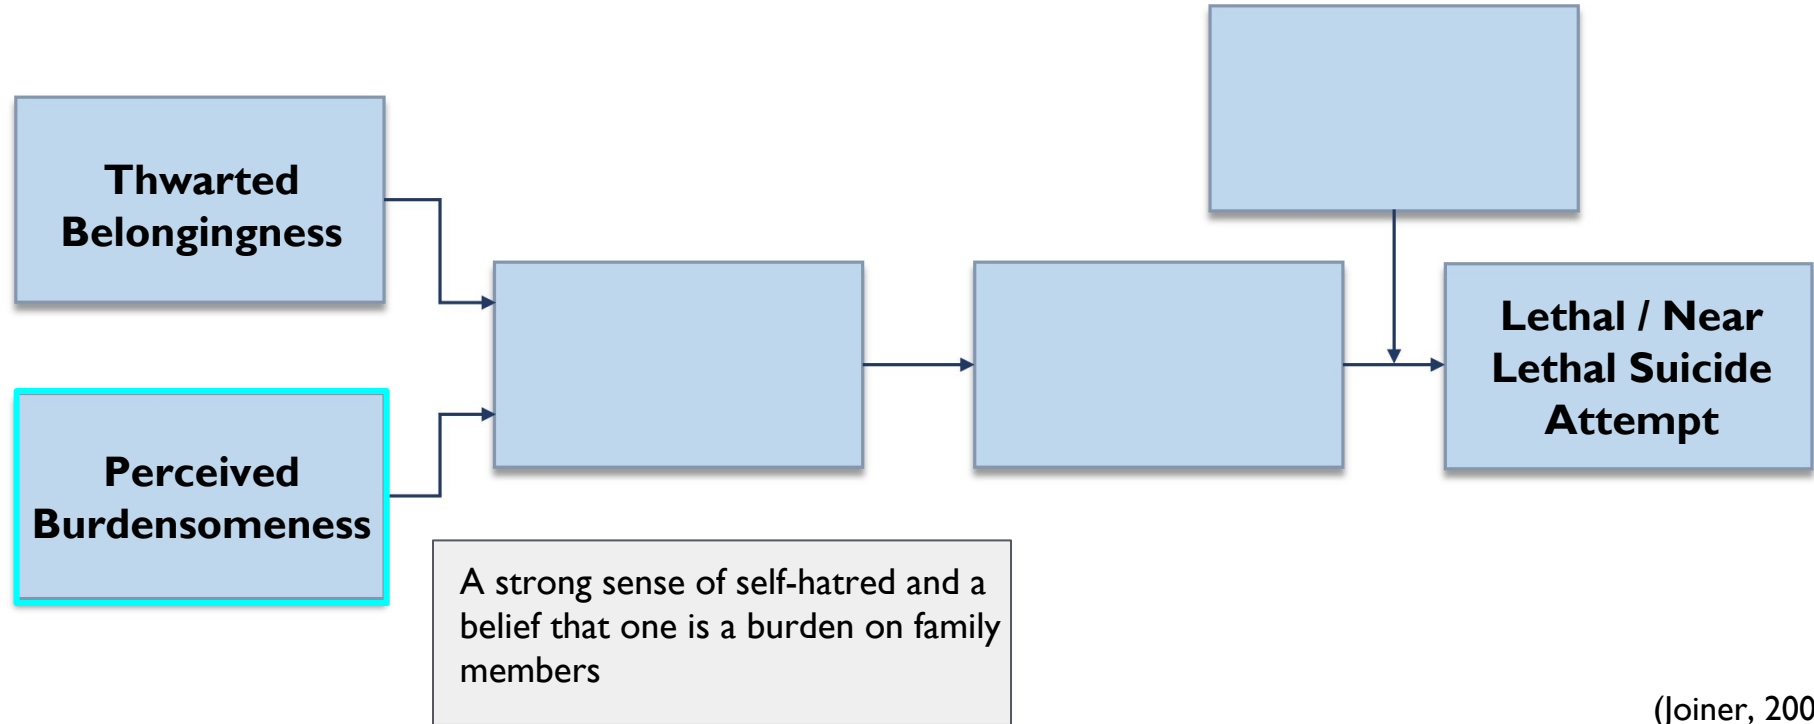 Thwarted
Belongingness
Lethal / Near
Lethal Suicide
Attempt
Perceived
Burdensomeness
A strong sense of self-hatred and a
belief that one is a burden on family
members
(Joiner, 200